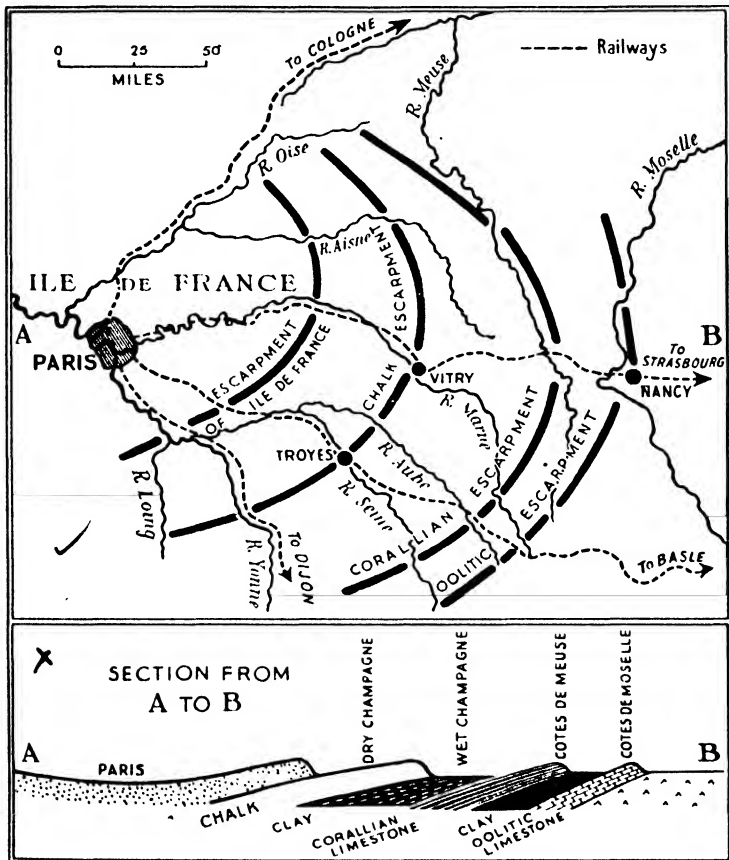 0 50
MILES
To COLOGNE
Railways
R. Meuse
R. Moselle
R. Oise
R. Aisne
ESCARPMENT
ILE DE FRANCE
A
B
PARIS
ESCARPMENT
OF ILE DE FRANCE
CHALK
VITRY
To
STRASBOURG
NANCY
R. Marne
TROYES
R. Aube
R. Seine
ESCARPMENT
ESCARPMENT
R. Loing
R. Yonne
To DIJON
CORALLIAN
OOLITIC
To BASLE
SECTION FROM
A TO B
DRY CHAMPAGNE
WET CHAMPAGNE
COTES DE MEUSE
COTES DE MOSELLE
A
B
PARIS
CHALK
CLAY
CORALLIAN
LIMESTONE
CLAY
OOLITIC
LIMESTONE